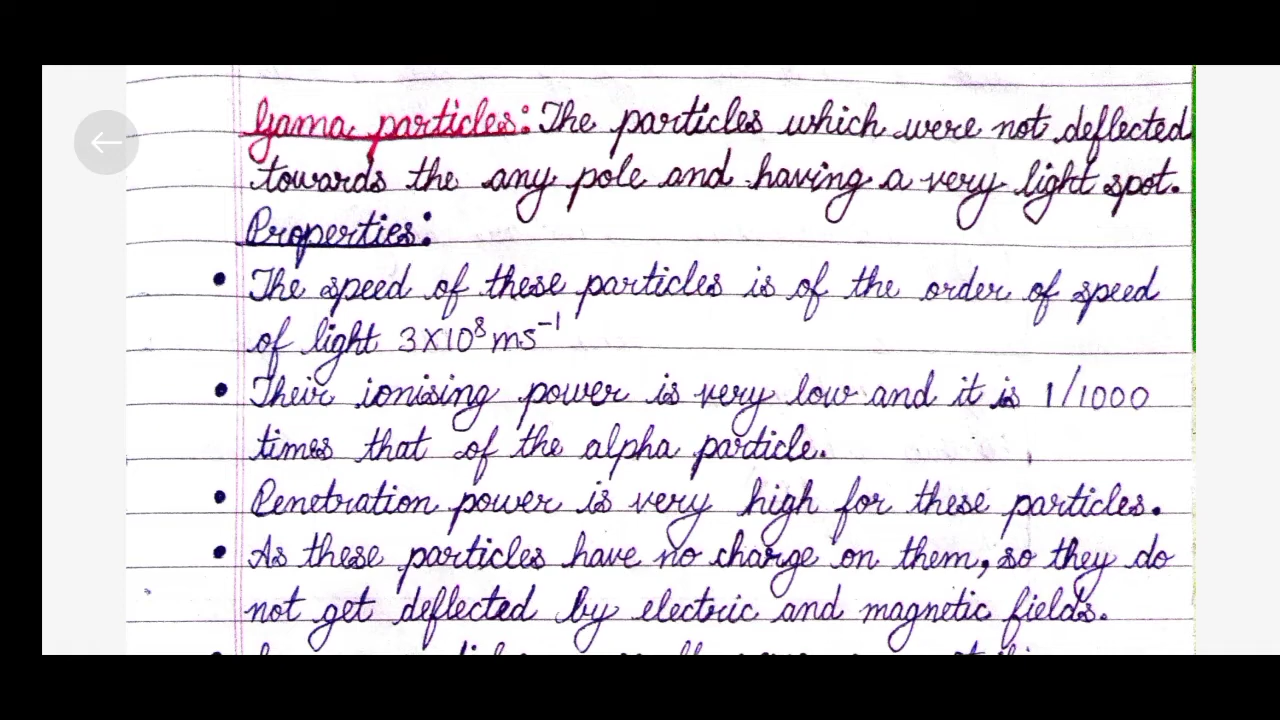 Gama particles: The particles which were not deflected
towards the any pole and having a very light spot.
Properties:
• The speed of these particles is of the order of speed
of light 3×10⁸ ms⁻¹
• Their ionising power is very low and it is 1/1000
times that of the alpha particle.
• Penetration power is very high for these particles.
• As these particles have no charge on them, so they do
not get deflected by electric and magnetic fields.